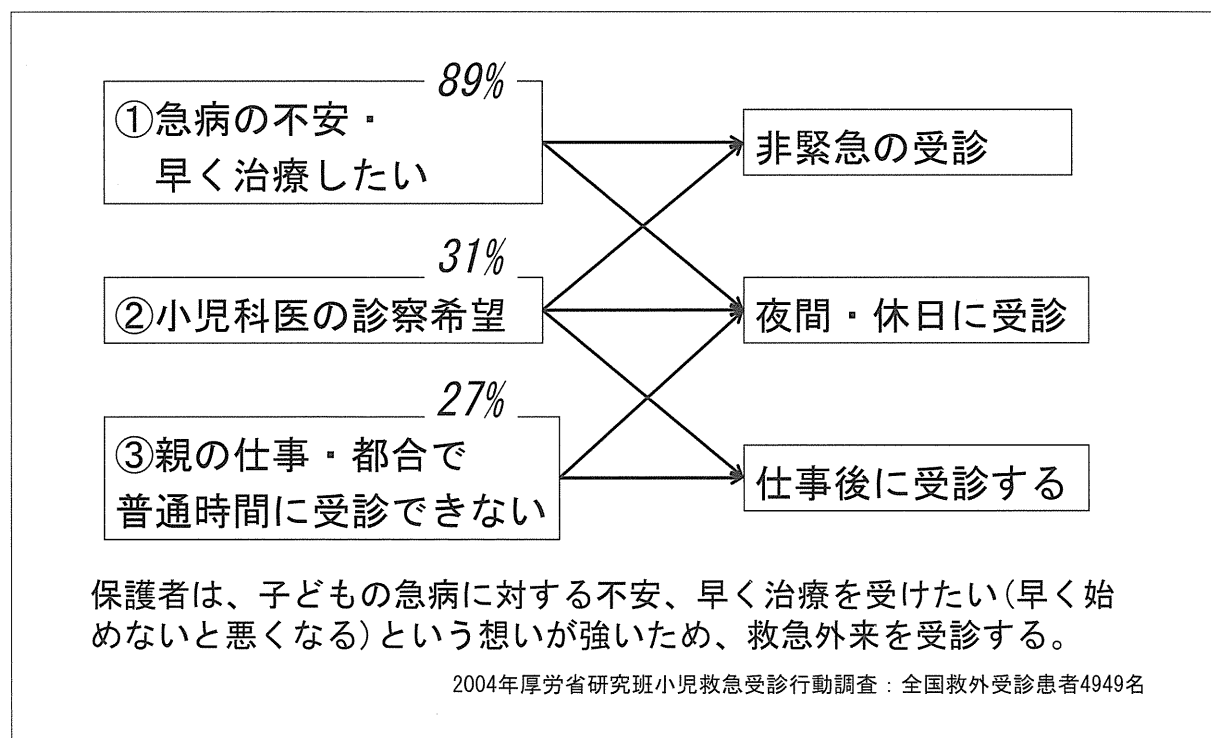 89%
①急病の不安・
早く治療したい
非緊急の受診
31%
②小児科医の診察希望
夜間・休日に受診
27%
③親の仕事・都合で
普通時間に受診できない
仕事後に受診する
保護者は、子どもの急病に対する不安、早く治療を受けたい(早く始
めないと悪くなる)という想いが強いため、救急外来を受診する。
2004年厚労省研究班小児救急受診行動調査：全国救外受診患者4949名